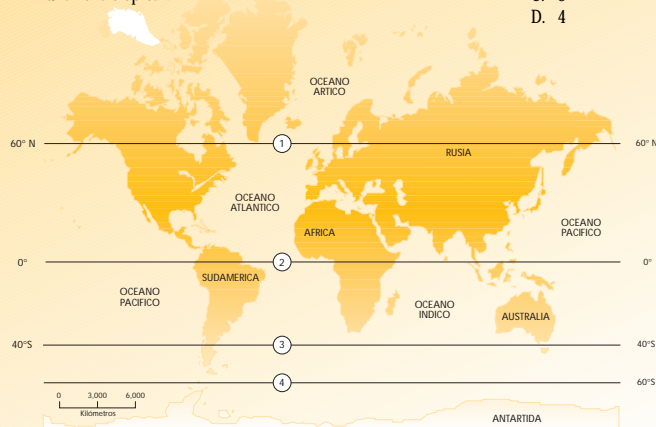 D. 4
OCEANO
ARTICO
60° N
1
60° N
RUSIA
OCEANO
ATLANTICO
AFRICA
OCEANO
PACIFICO
0°
2
0°
SUDAMERICA
OCEANO
PACIFICO
OCEANO
INDICO
AUSTRALIA
40°S
3
40°S
4
60°S
0 3,000 6,000
Kilómetros
ANTARTIDA